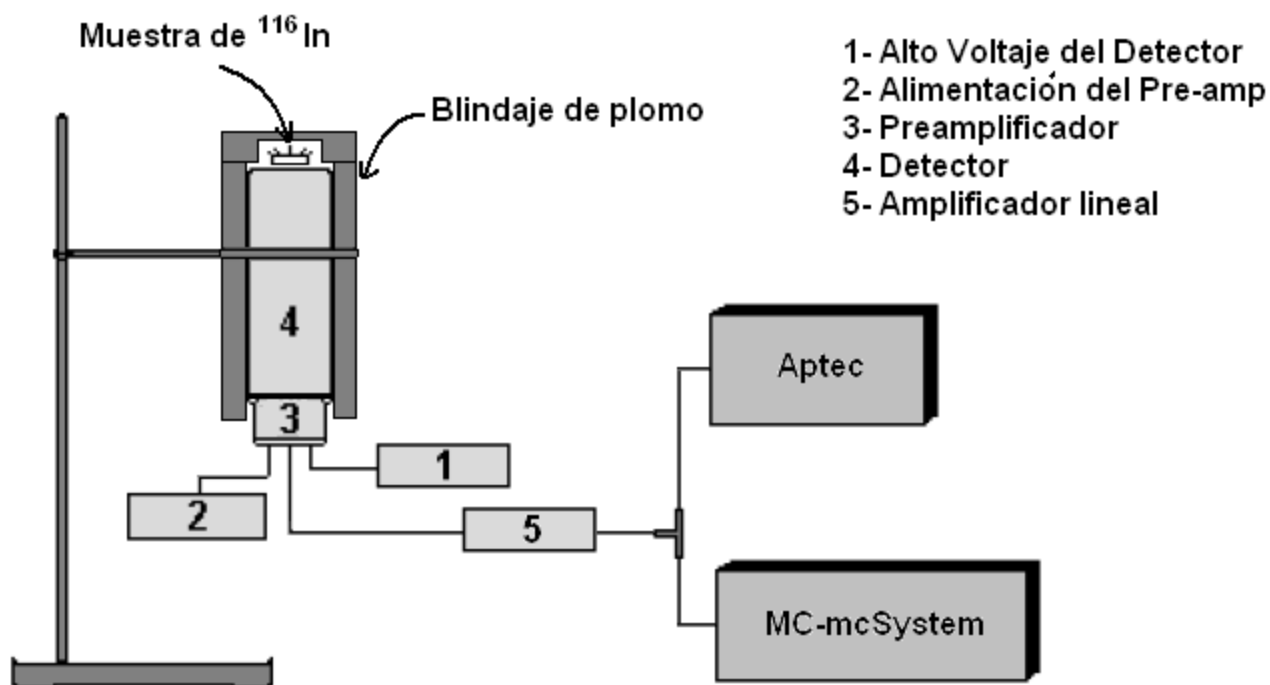 Muestra de ¹¹⁶In
Blindaje de plomo
1- Alto Voltaje del Detector
2- Alimentación del Pre-amp
3- Preamplificador
4- Detector
5- Amplificador lineal
4
Aptec
3
1
2
5
MC-mcSystem